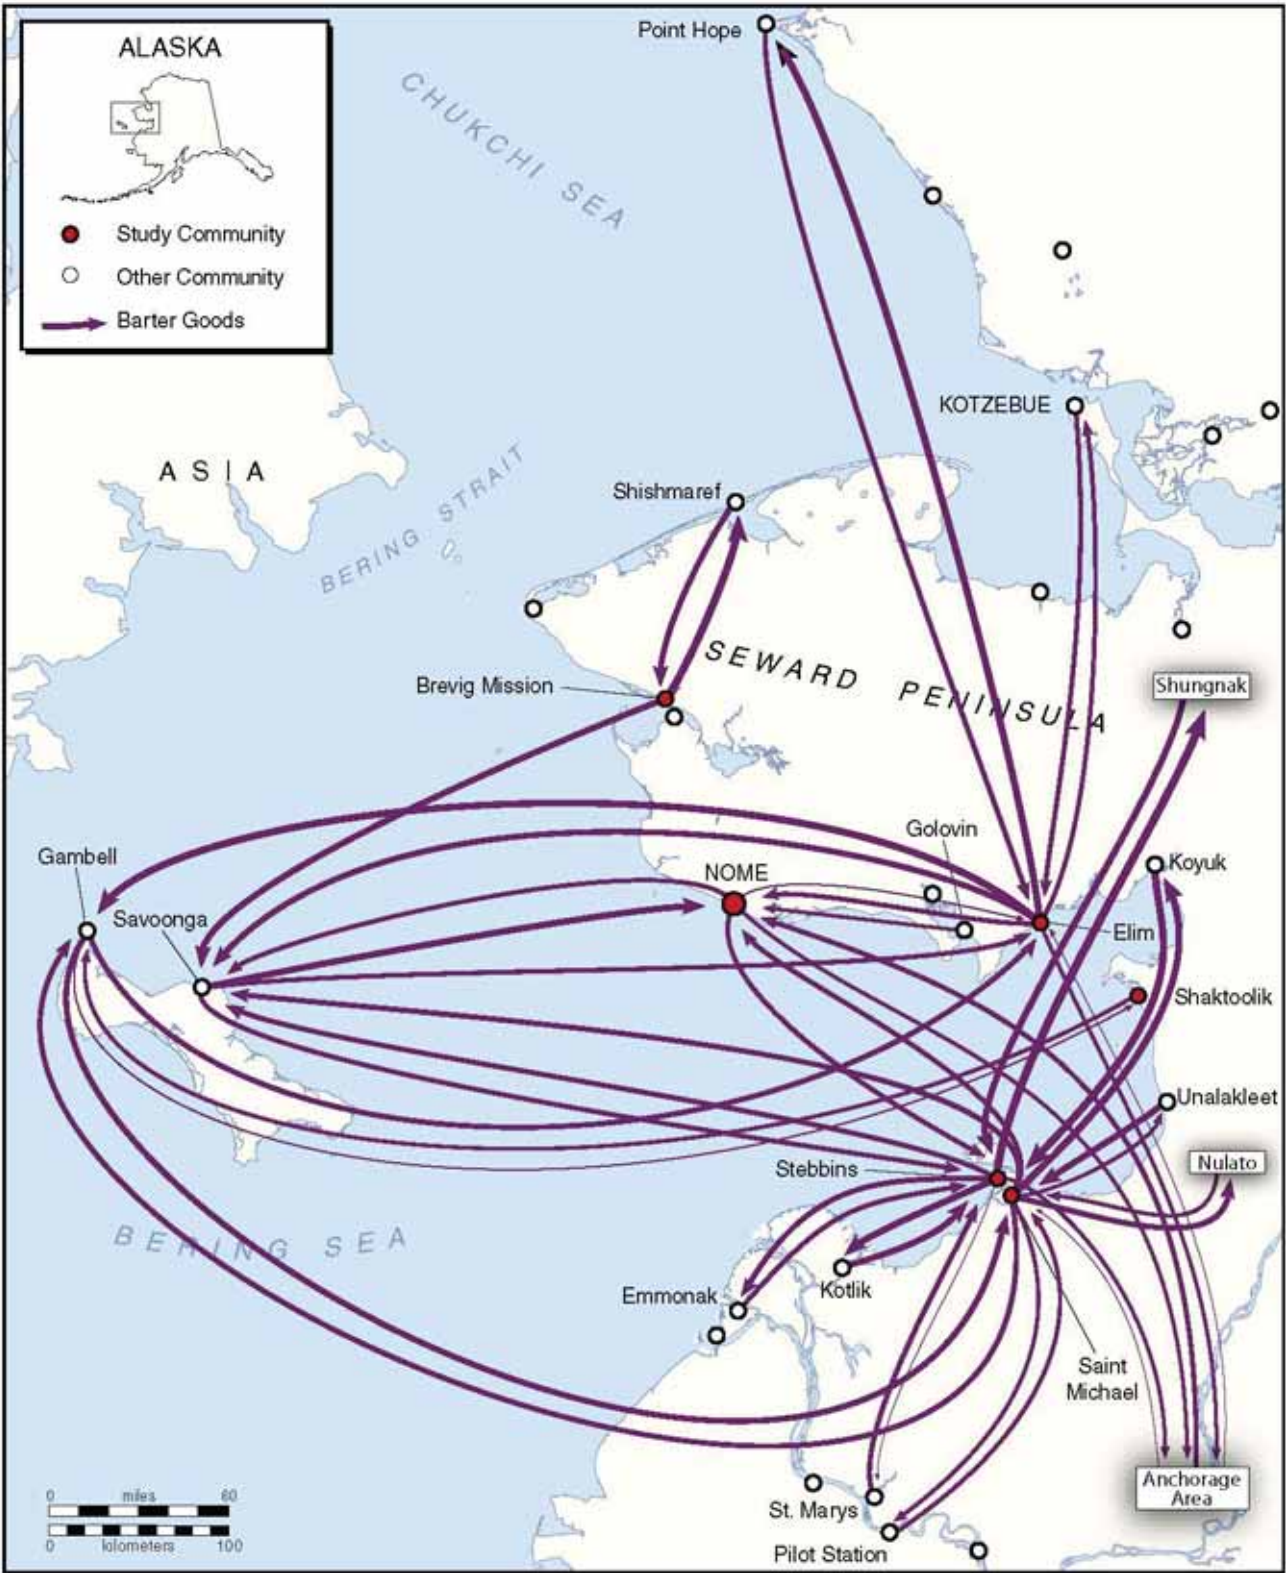 ALASKA
Study Community
Other Community
Barter Goods
Point Hope
CHUKCHI SEA
KOTZEBUE
ASIA
Shishmaref
BERING STRAIT
SEWARD PENINSULA
Brevig Mission
Shungnak
Golovin
Gambell
NOME
Koyuk
Savoonga
Elim
Shaktoolik
Unalakleet
Stebbins
Nulato
BERING SEA
Emmonak
Kotlik
Saint
Michael
Anchorage
Area
0 miles 60
0 kilometers 100
St. Marys
Pilot Station